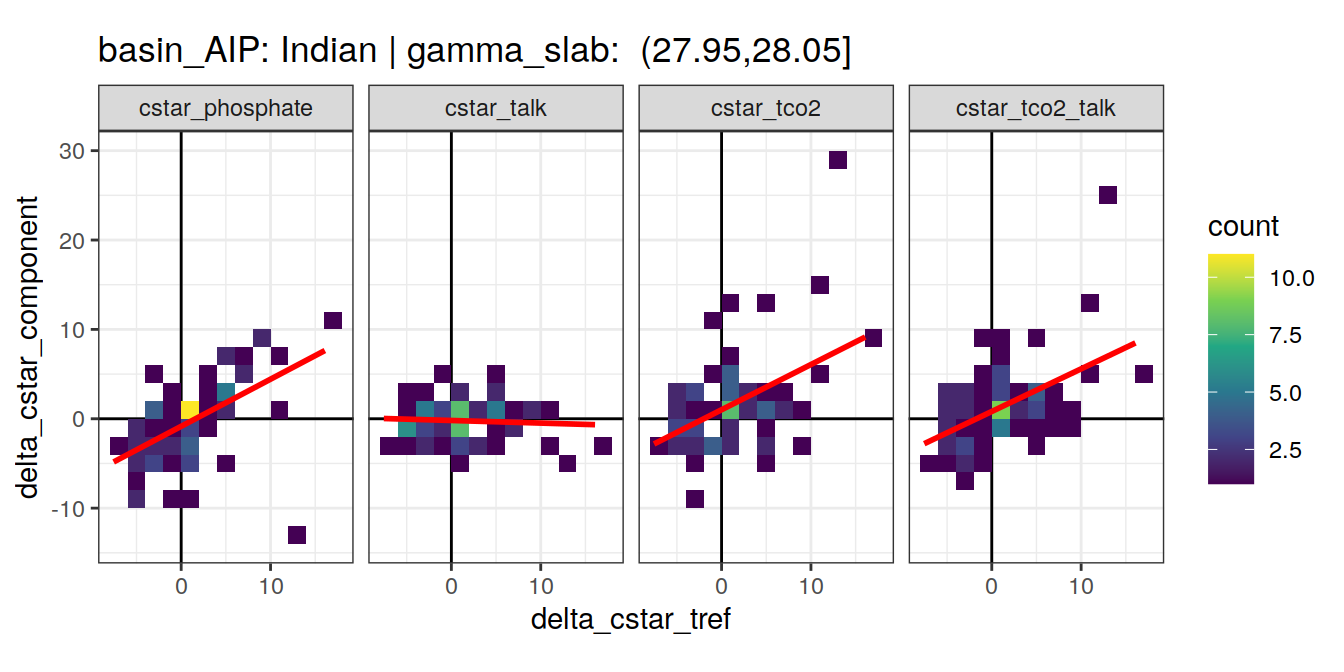 basin_AIP: Indian | gamma_slab:  (27.95,28.05]
cstar_phosphate
cstar_talk
cstar_tco2
cstar_tco2_talk
delta_cstar_component
30
20
10
0
-10
0 10
0 10
0 10
0 10
delta_cstar_tref
count
10.0
7.5
5.0
2.5